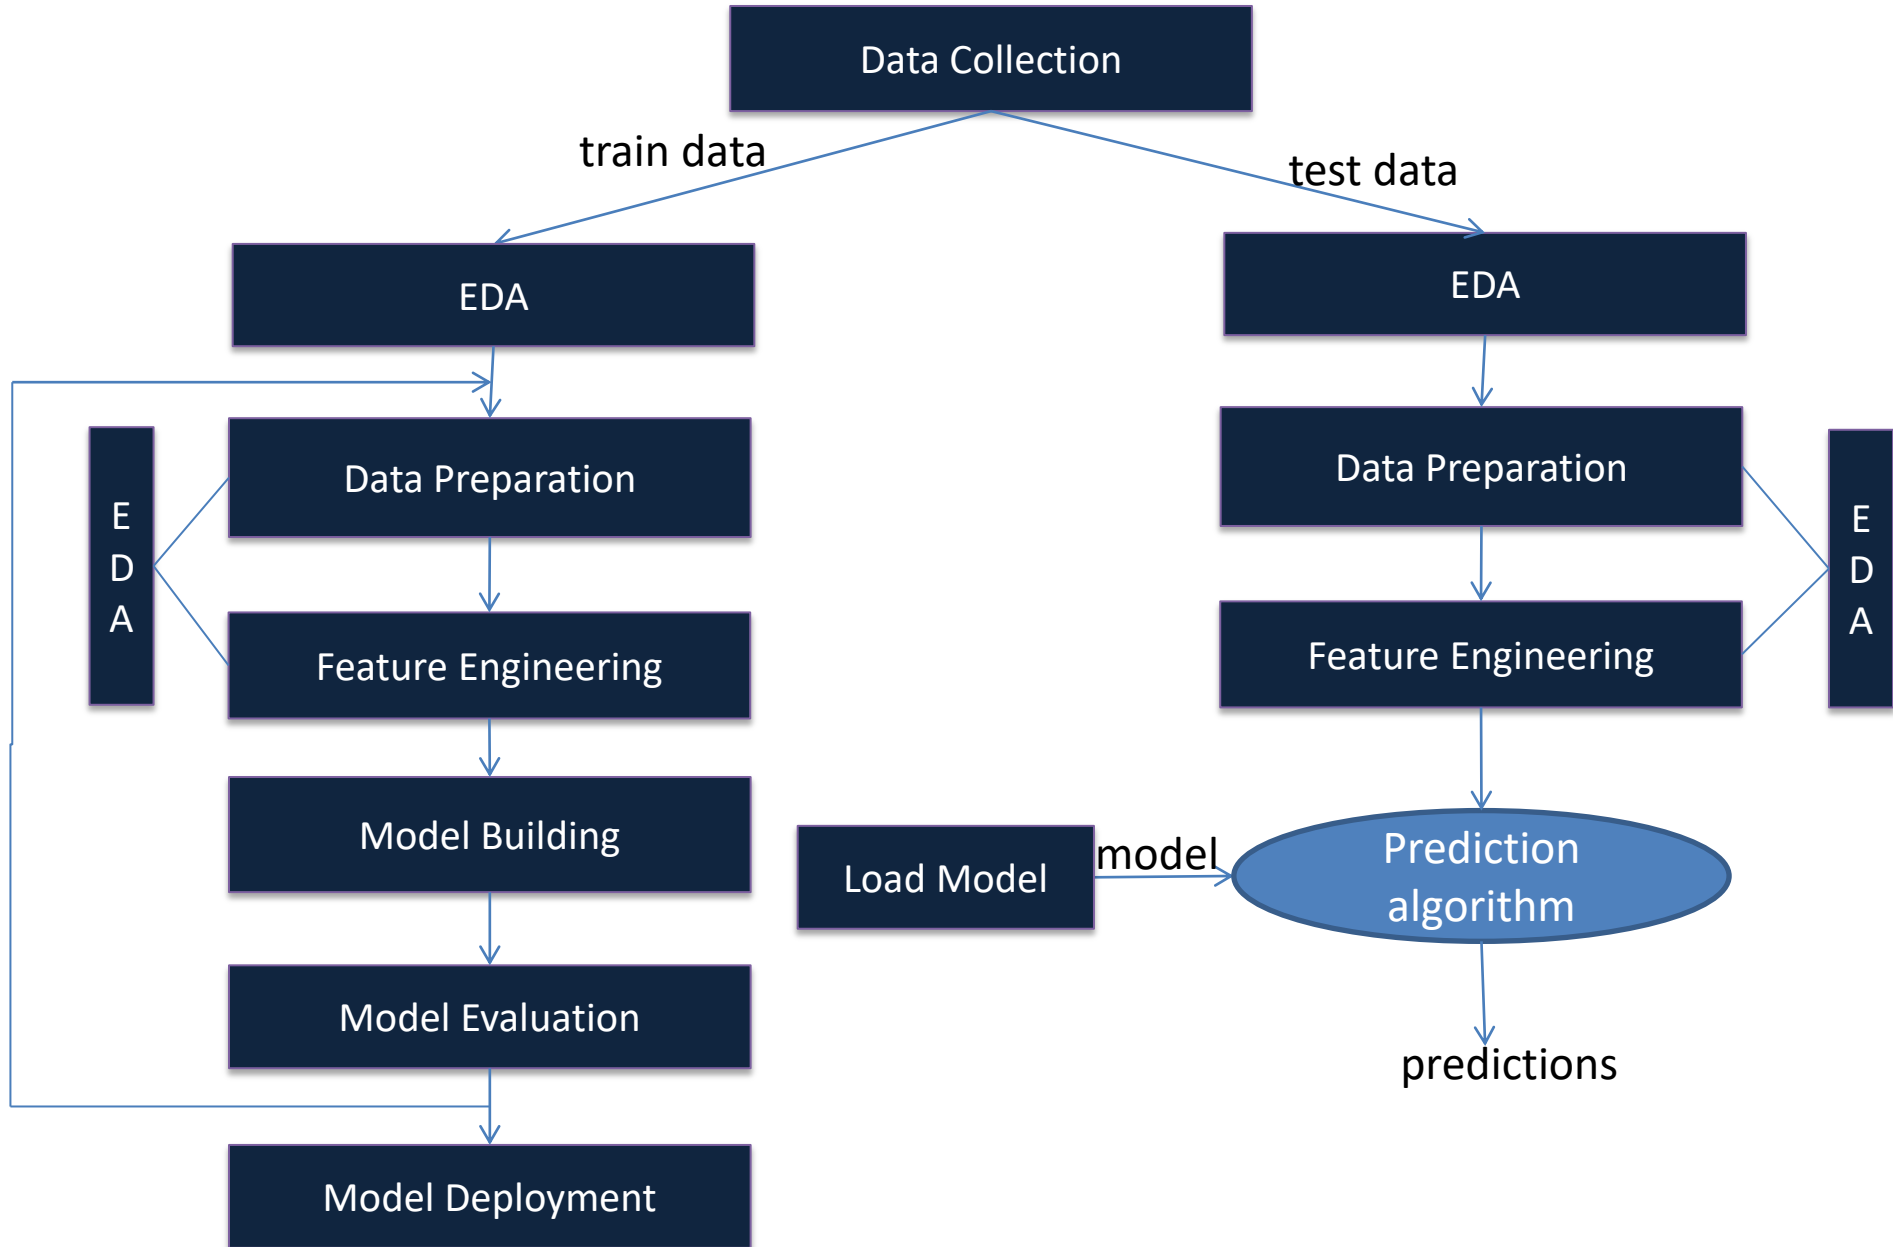 Data Collection
train data
test data
EDA
EDA
Data Preparation
Data Preparation
E
D
A
E
D
A
Feature Engineering
Feature Engineering
Model Building
Load Model
model
Prediction
algorithm
Model Evaluation
predictions
Model Deployment